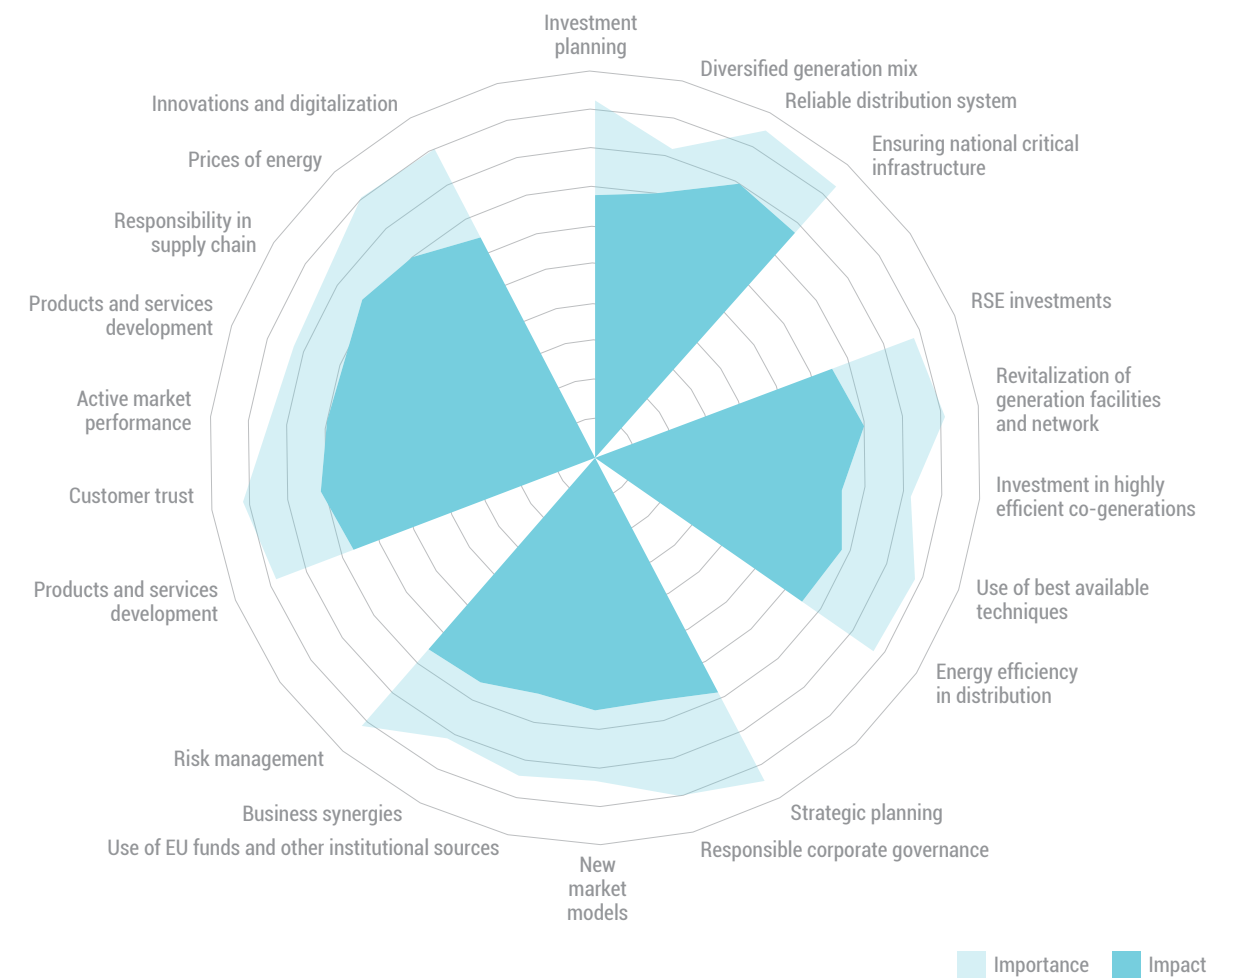 Investment
planning
Diversified generation mix
Reliable distribution system
Ensuring national critical
infrastructure
RSE investments
Revitalization of
generation facilities
and network
Investment in highly
efficient co-generations
Use of best available
techniques
Energy efficiency
in distribution
Strategic planning
Responsible corporate governance
New
market
models
Use of EU funds and other institutional sources
Business synergies
Risk management
Products and services
development
Customer trust
Active market
performance
Products and services
development
Responsibility in
supply chain
Prices of energy
Innovations and digitalization
Importance
Impact